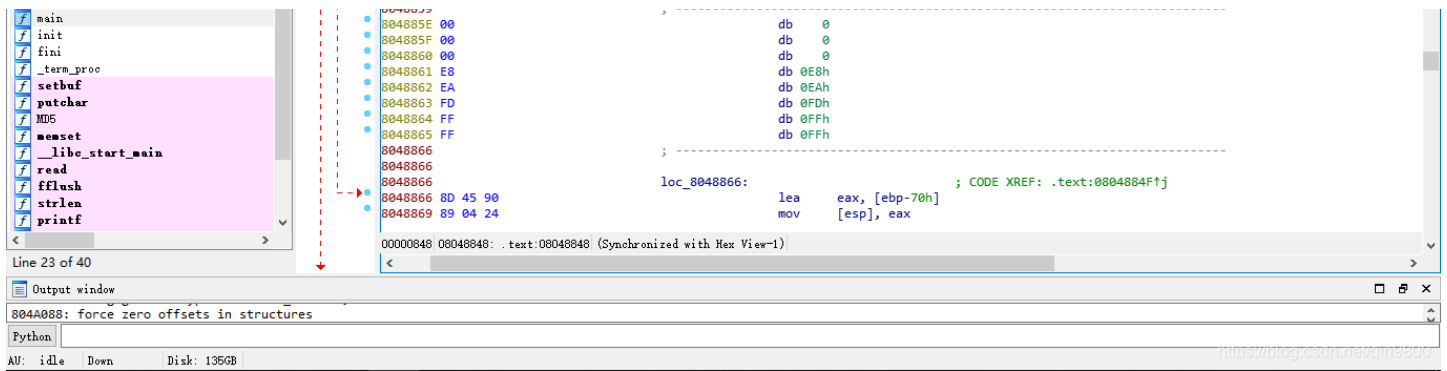 main
init
fini
_term_proc
setbuf
putchar
MD5
memset
__libc_start_main
read
fflush
strlen
printf
Line 23 of 40
8048859 ; ---------------------------------------------------------------------------
804885E 00 db 0
804885F 00 db 0
8048860 00 db 0
8048861 E8 db 0E8h
8048862 EA db 0EAh
8048863 FD db 0FDh
8048864 FF db 0FFh
8048865 FF db 0FFh
8048866 ; ---------------------------------------------------------------------------
8048866
8048866 loc_8048866: ; CODE XREF: .text:0804884F↑j
8048866 8D 45 90 lea eax, [ebp-70h]
8048869 89 04 24 mov [esp], eax
00000848 08048848: .text:08048848 (Synchronized with Hex View-1)
Output window
804A088: force zero offsets in structures
Python
AU: idle Down Disk: 135GB
https://blog.csdn.net/qin9800